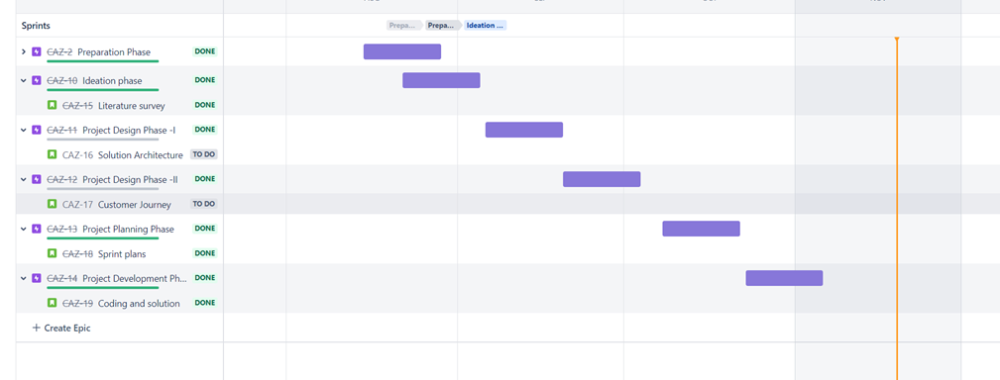 Sprints Prepa... Prepa... Ideation ...
CAZ-2 Preparation Phase DONE
CAZ-10 Ideation phase DONE
CAZ-15 Literature survey DONE
CAZ-11 Project Design Phase -I DONE
CAZ-16 Solution Architecture TO DO
CAZ-12 Project Design Phase -II DONE
CAZ-17 Customer Journey TO DO
CAZ-13 Project Planning Phase DONE
CAZ-18 Sprint plans DONE
CAZ-14 Project Development Ph... DONE
CAZ-19 Coding and solution DONE
+ Create Epic